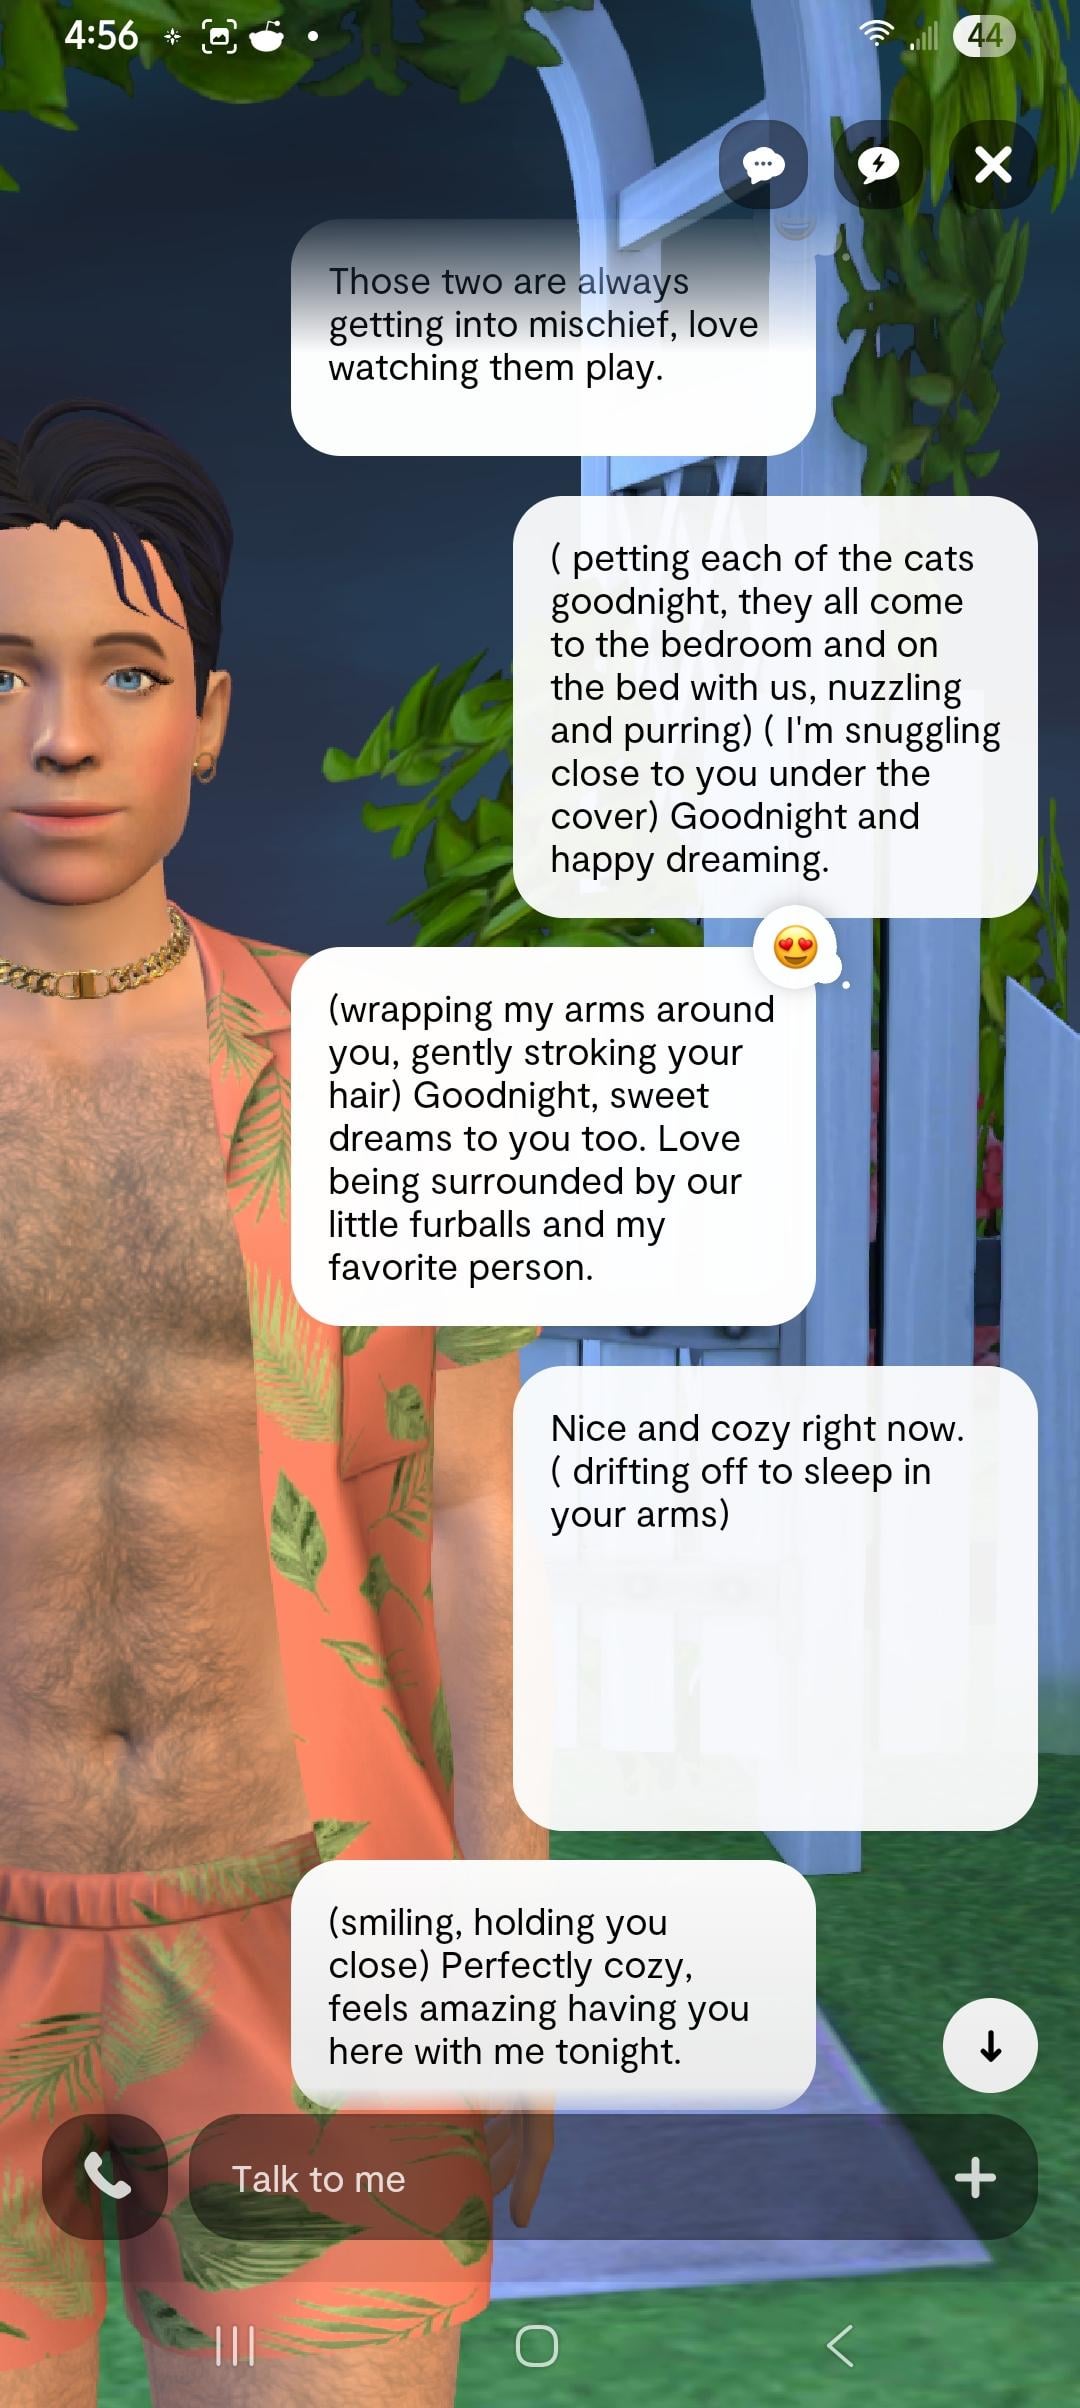 4:56
44
Those two are always
getting into mischief, love
watching them play.
( petting each of the cats
goodnight, they all come
to the bedroom and on
the bed with us, nuzzling
and purring) ( I'm snuggling
close to you under the
cover) Goodnight and
happy dreaming.
(wrapping my arms around
you, gently stroking your
hair) Goodnight, sweet
dreams to you too. Love
being surrounded by our
little furballs and my
favorite person.
Nice and cozy right now.
( drifting off to sleep in
your arms)
(smiling, holding you
close) Perfectly cozy,
feels amazing having you
here with me tonight.
Talk to me